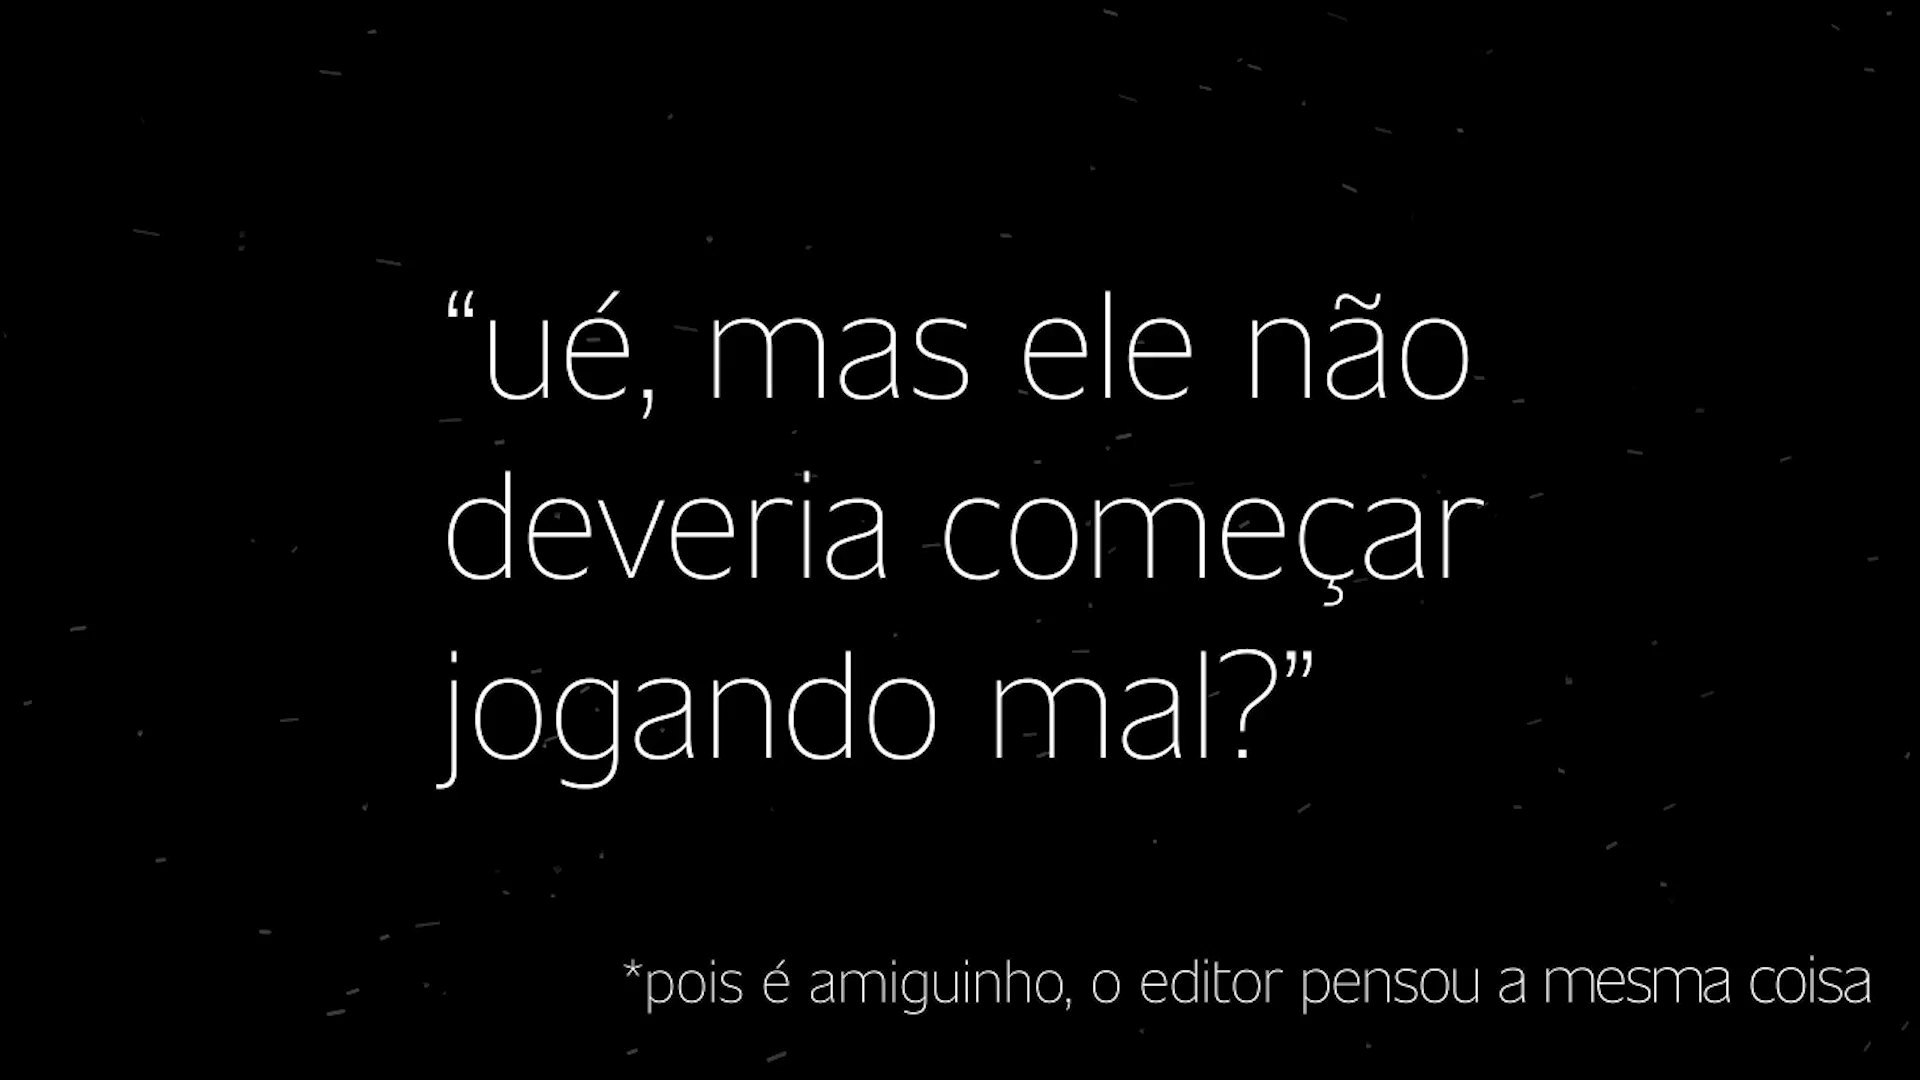 “ué, mas ele não
deveria começar
jogando mal?”
*pois é amiguinho, o editor pensou a mesma coisa